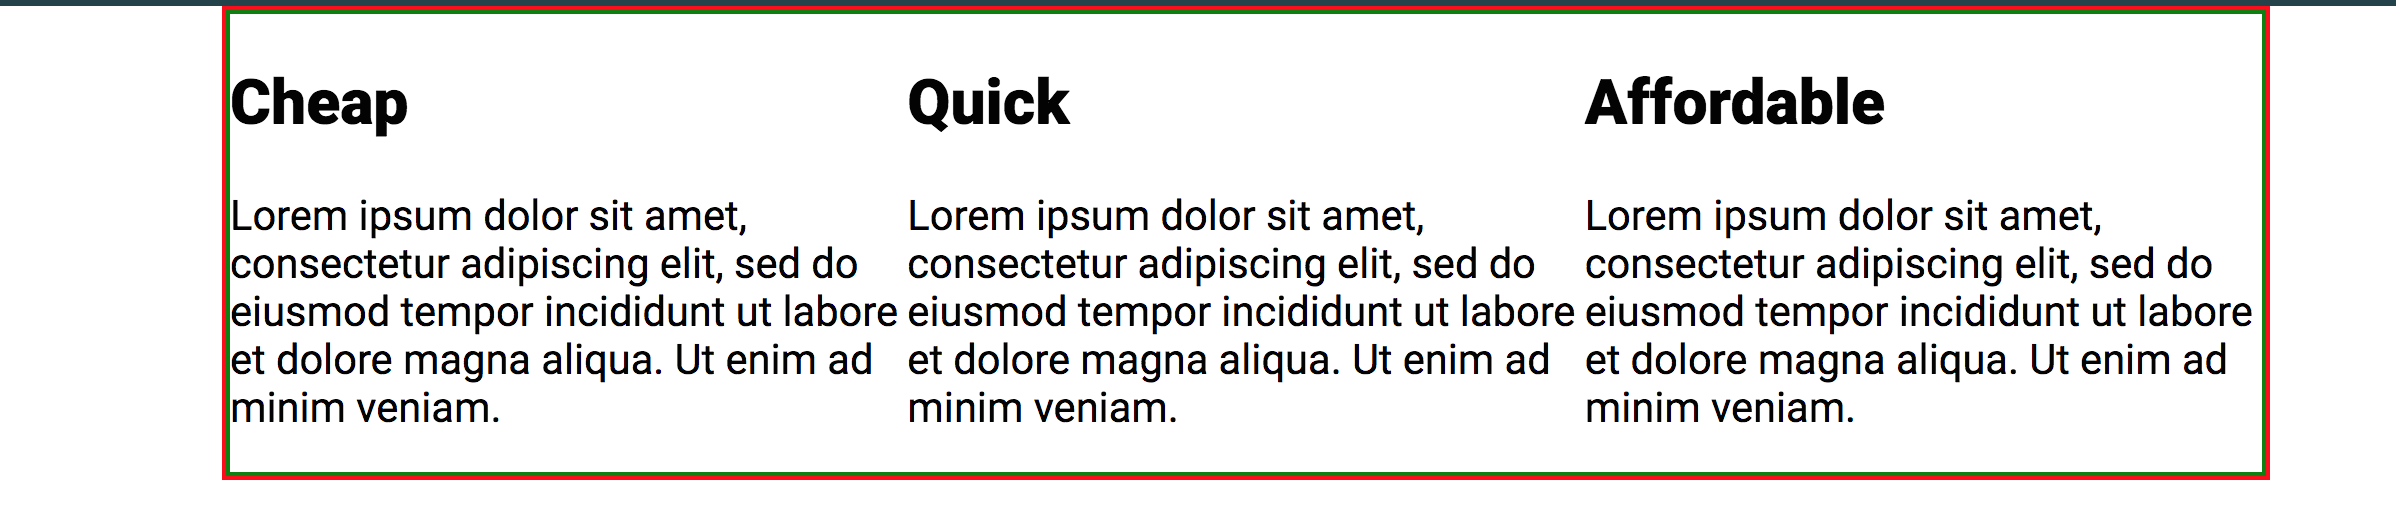 Cheap
Lorem ipsum dolor sit amet,
consectetur adipiscing elit, sed do
eiusmod tempor incididunt ut labore
et dolore magna aliqua. Ut enim ad
minim veniam.
Quick
Lorem ipsum dolor sit amet,
consectetur adipiscing elit, sed do
eiusmod tempor incididunt ut labore
et dolore magna aliqua. Ut enim ad
minim veniam.
Affordable
Lorem ipsum dolor sit amet,
consectetur adipiscing elit, sed do
eiusmod tempor incididunt ut labore
et dolore magna aliqua. Ut enim ad
minim veniam.